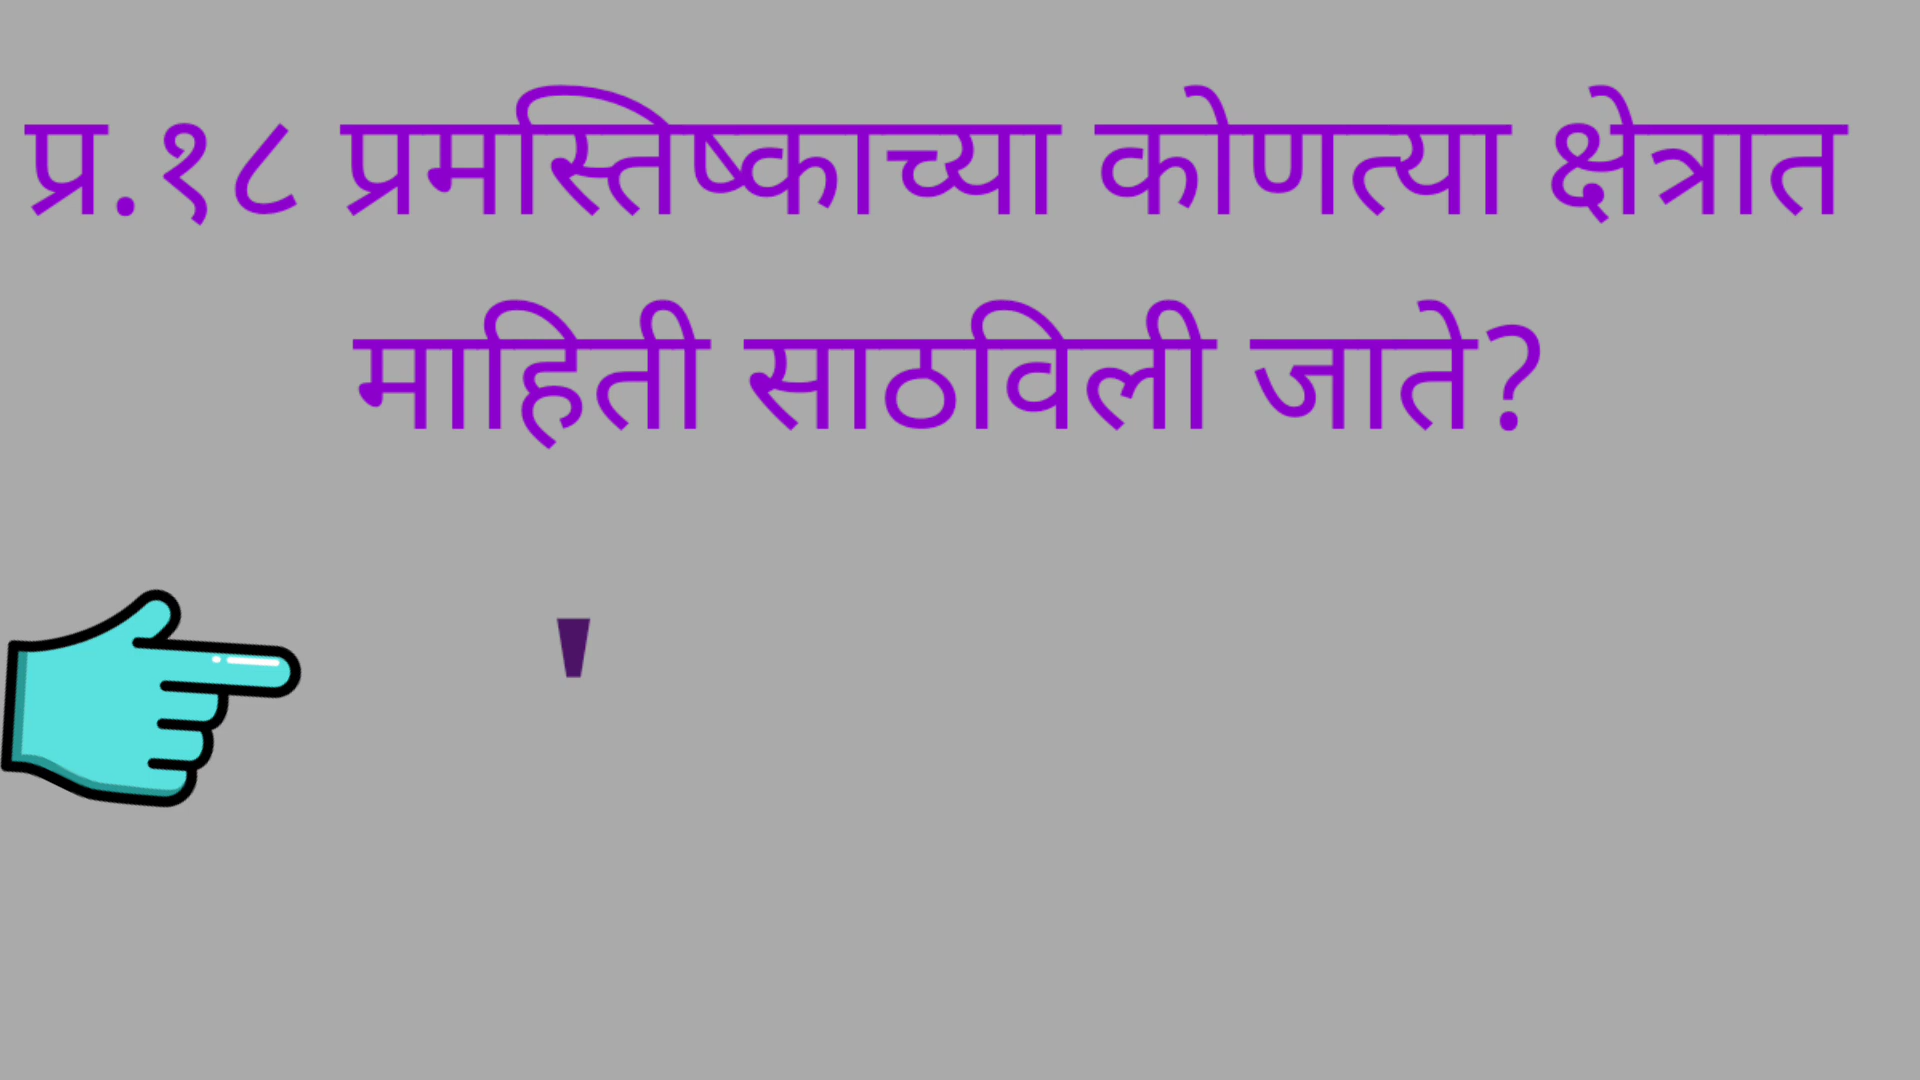 प्र.१८ प्रमस्तिष्काच्या कोणत्या क्षेत्रात
माहिती साठविली जाते?
'